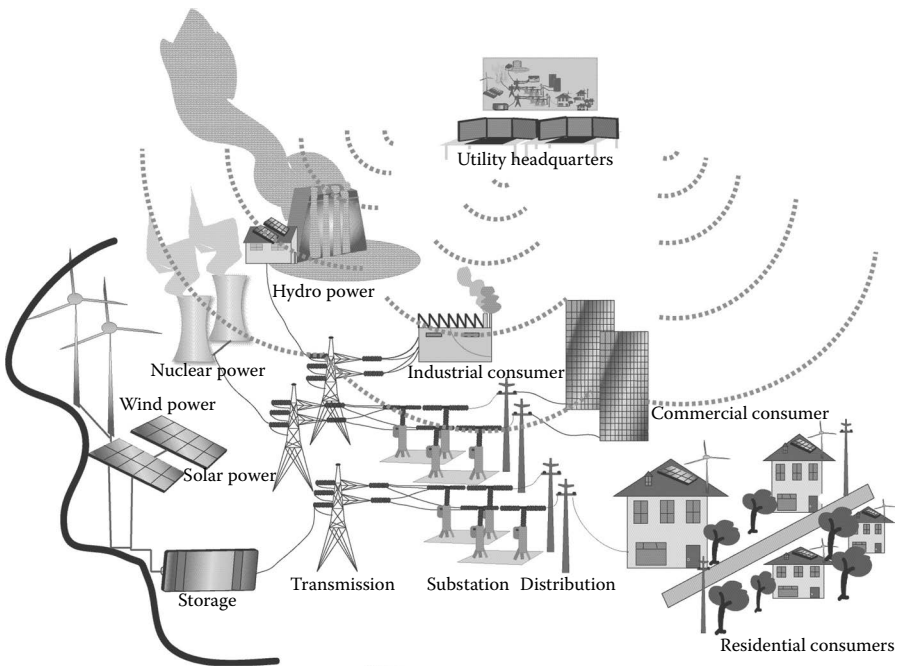 Utility headquarters
Hydro power
Nuclear power
Industrial consumer
Wind power
Commercial consumer
Solar power
Transmission
Substation
Distribution
Storage
Residential consumers